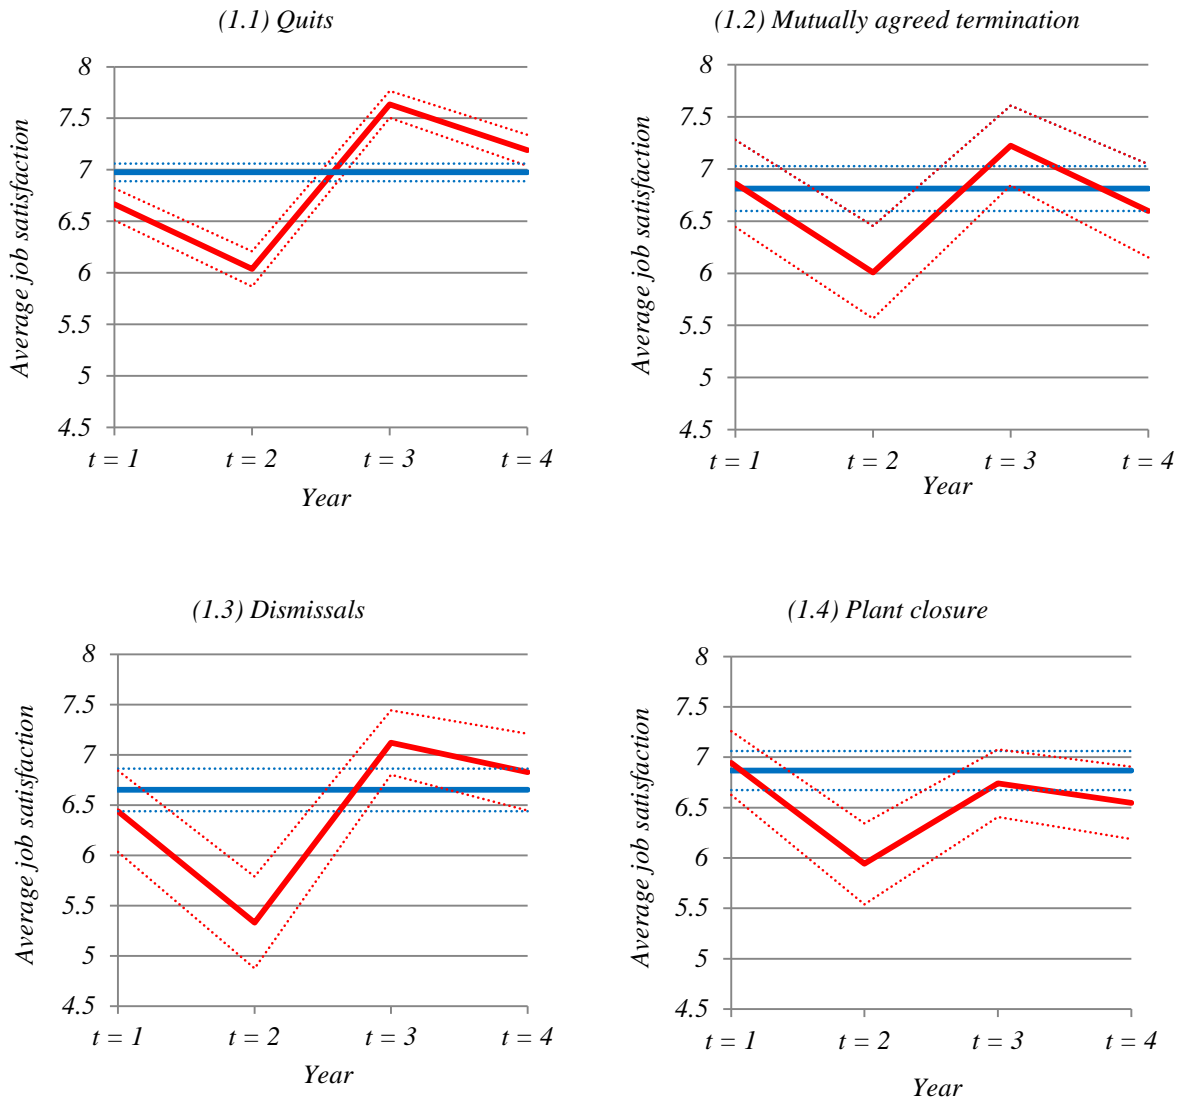 (1.1) Quits
Average job satisfaction
8
7.5
7
6.5
6
5.5
5
4.5
t = 1 t = 2 t = 3 t = 4
Year
(1.2) Mutually agreed termination
Average job satisfaction
8
7.5
7
6.5
6
5.5
5
4.5
t = 1 t = 2 t = 3 t = 4
Year
(1.3) Dismissals
Average job satisfaction
8
7.5
7
6.5
6
5.5
5
4.5
t = 1 t = 2 t = 3 t = 4
Year
(1.4) Plant closure
Average job satisfaction
8
7.5
7
6.5
6
5.5
5
4.5
t = 1 t = 2 t = 3 t = 4
Year